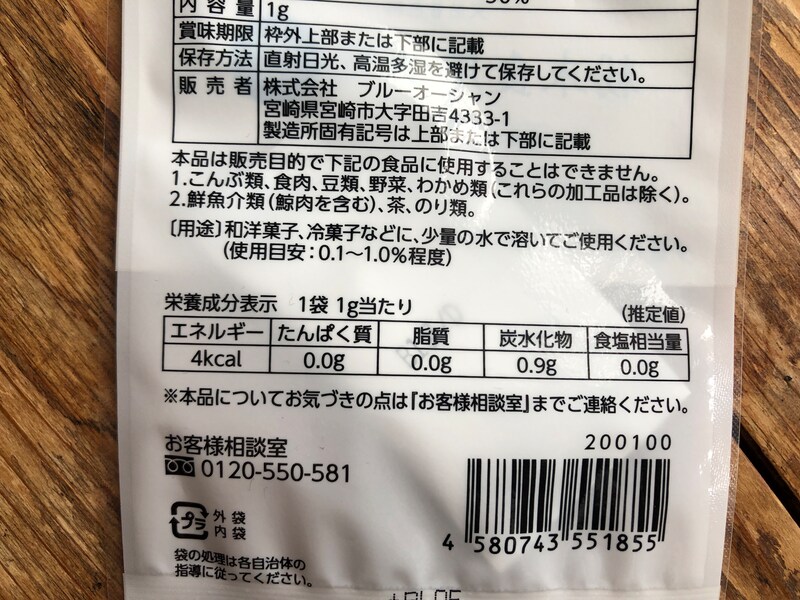 内容量 1g
賞味期限 枠外上部または下部に記載
保存方法 直射日光、高温多湿を避けて保存してください。
販売者 株式会社 ブルーオーシャン
宮崎県宮崎市大字田吉4333-1
製造所固有記号は上部または下部に記載
本品は販売目的で下記の食品に使用することはできません。
1.こんぶ類、食肉、豆類、野菜、わかめ類(これらの加工品は除く)。
2.鮮魚介類(鯨肉を含む)、茶、のり類。
〔用途〕和洋菓子、冷菓子などに、少量の水で溶いてご使用ください。
(使用目安:0.1〜1.0%程度)
栄養成分表示 1袋 1g当たり (推定値)
エネルギー たんぱく質 脂質 炭水化物 食塩相当量
4kcal 0.0g 0.0g 0.9g 0.0g
※本品についてお気づきの点は『お客様相談室』までご連絡ください。
お客様相談室
0120-550-581
200100
4 580743 551855
プラ 外袋
内袋
袋の処理は各自治体の
指導に従ってください。